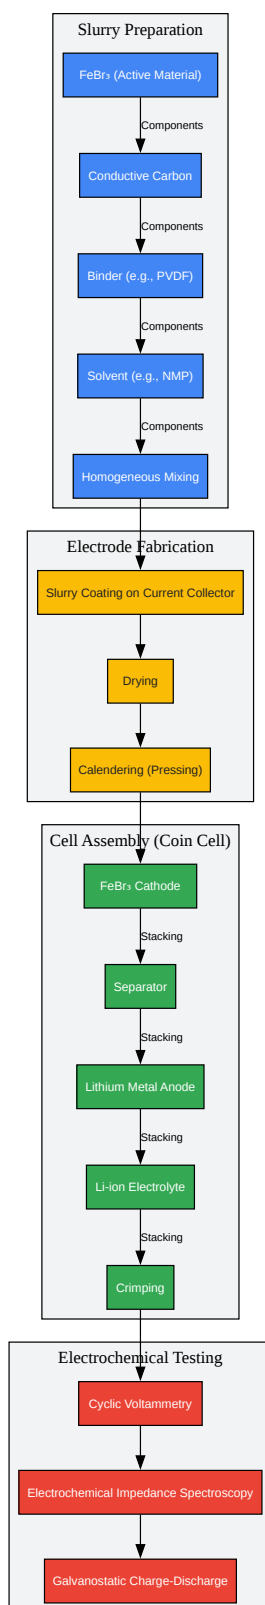 Slurry Preparation
FeBr₃ (Active Material)
Components
Conductive Carbon
Components
Binder (e.g., PVDF)
Components
Solvent (e.g., NMP)
Components
Homogeneous Mixing
Electrode Fabrication
Slurry Coating on Current Collector
Drying
Calendering (Pressing)
Cell Assembly (Coin Cell)
FeBr₃ Cathode
Stacking
Separator
Stacking
Lithium Metal Anode
Stacking
Li-ion Electrolyte
Stacking
Crimping
Electrochemical Testing
Cyclic Voltammetry
Electrochemical Impedance Spectroscopy
Galvanostatic Charge-Discharge